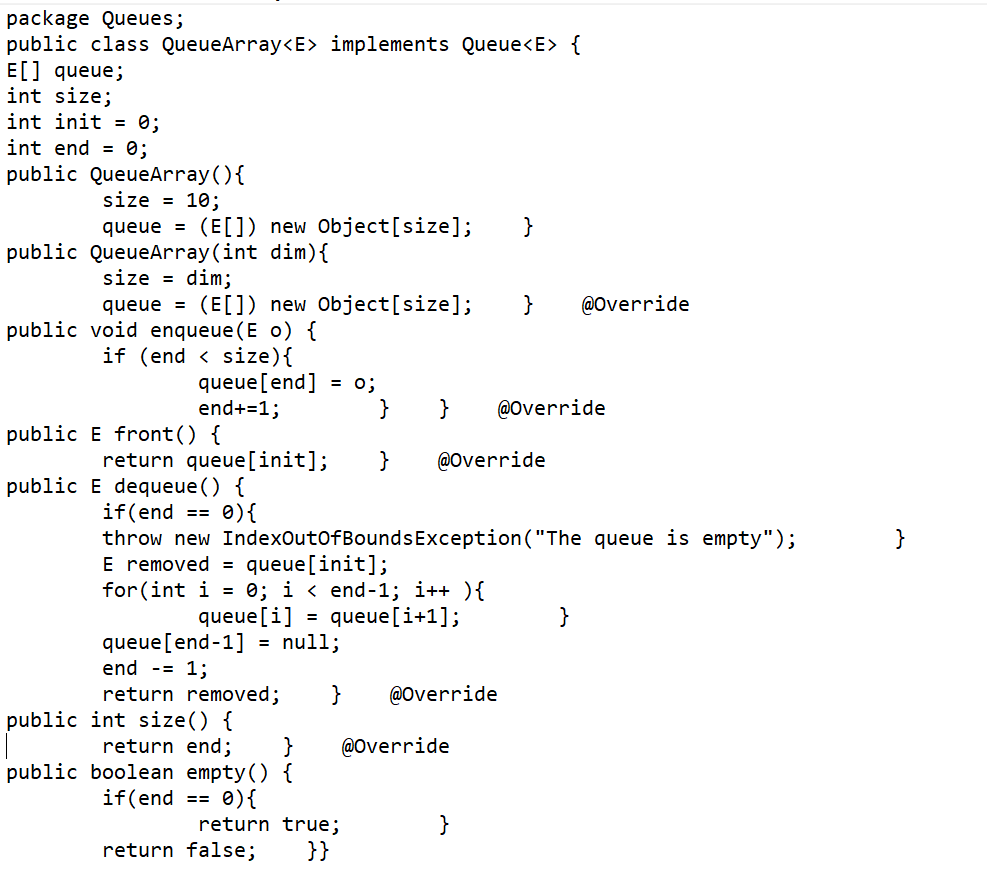 package Queues;
public class QueueArray<E> implements Queue<E> {
E[] queue;
int size;
int init = 0;
int end = 0;
public QueueArray(){
        size = 10;
        queue = (E[]) new Object[size];    }
public QueueArray(int dim){
        size = dim;
        queue = (E[]) new Object[size];    }    @Override
public void enqueue(E o) {
        if (end < size){
                queue[end] = o;
                end+=1;        }    }    @Override
public E front() {
        return queue[init];    }    @Override
public E dequeue() {
        if(end == 0){
        throw new IndexOutOfBoundsException("The queue is empty");        }
        E removed = queue[init];
        for(int i = 0; i < end-1; i++ ){
                queue[i] = queue[i+1];        }
        queue[end-1] = null;
        end -= 1;
        return removed;    }    @Override
public int size() {
        return end;    }    @Override
public boolean empty() {
        if(end == 0){
                return true;        }
        return false;    }}